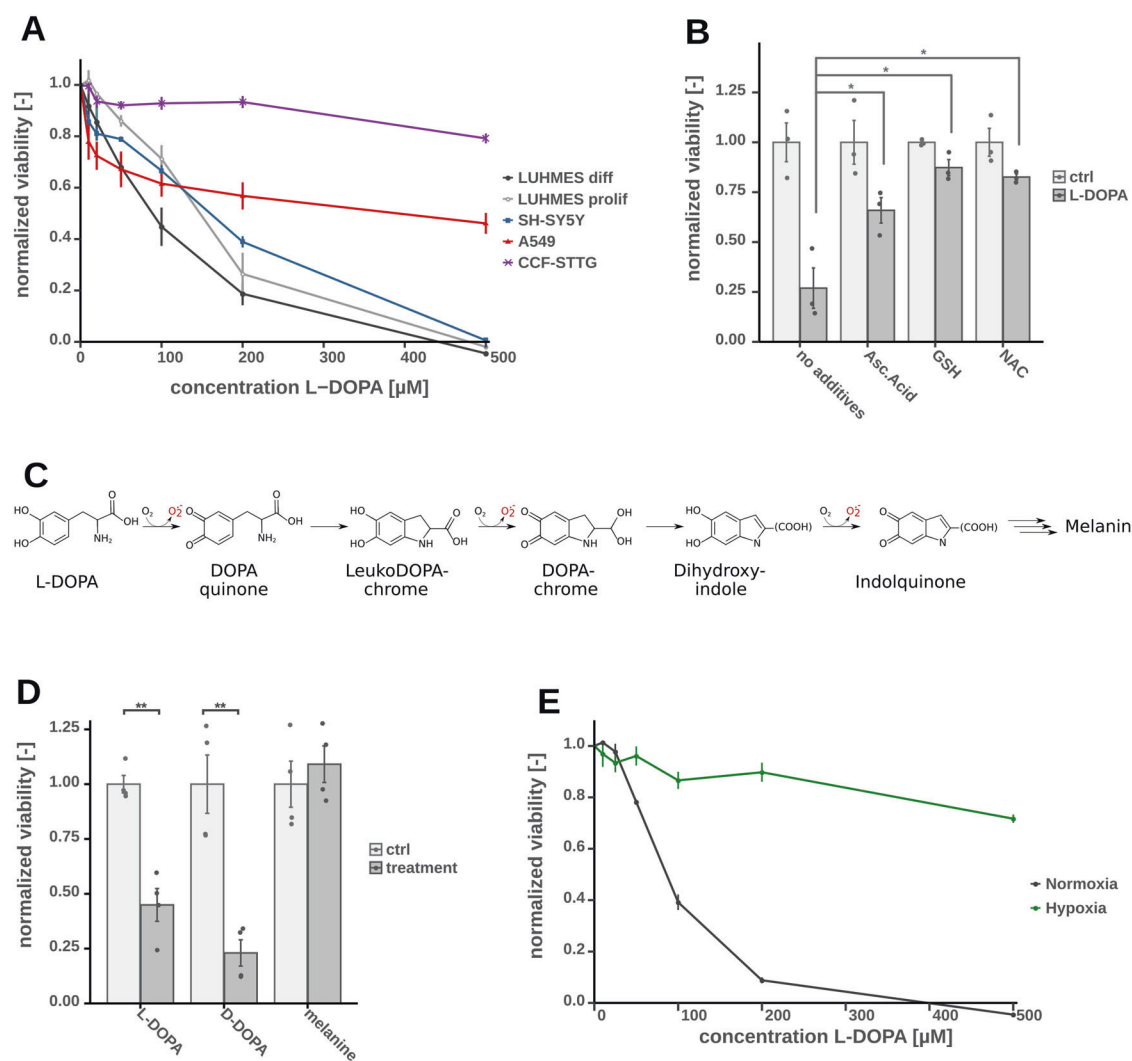 A
normalized viability [-]
1.0
0.8
0.6
0.4
0.2
0.0
0
100
200
300
400
500
concentration L−DOPA [µM]
LUHMES diff
LUHMES prolif
SH-SY5Y
A549
CCF-STTG
B
normalized viability [-]
1.25
1.00
0.75
0.50
0.25
0.00
*
*
*
no additives
Asc.Acid
GSH
NAC
ctrl
L-DOPA
C
HO
HO
O
OH
NH₂
O₂
O₂⁻
O
O
O
OH
NH₂
HO
HO
NH
O
OH
O₂
O₂⁻
O
O
NH
OH
OH
HO
HO
N
(COOH)
O₂
O₂⁻
O
O
N
(COOH)
Melanin
L-DOPA
DOPA
quinone
LeukoDOPA-
chrome
DOPA-
chrome
Dihydroxy-
indole
Indolquinone
D
normalized viability [-]
1.25
1.00
0.75
0.50
0.25
0.00
**
**
L-DOPA
D-DOPA
melanine
ctrl
treatment
E
normalized viability [-]
1.0
0.8
0.6
0.4
0.2
0.0
0
100
200
300
400
500
concentration L-DOPA [µM]
Normoxia
Hypoxia